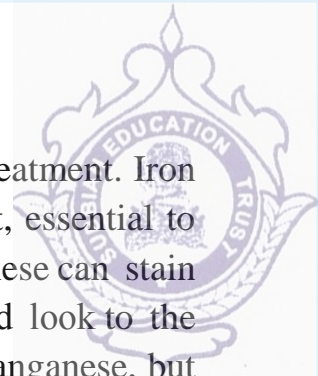 EDUCATION
TRUST
eatment. Iron
, essential to
ese can stain
d look to the
anganese, but